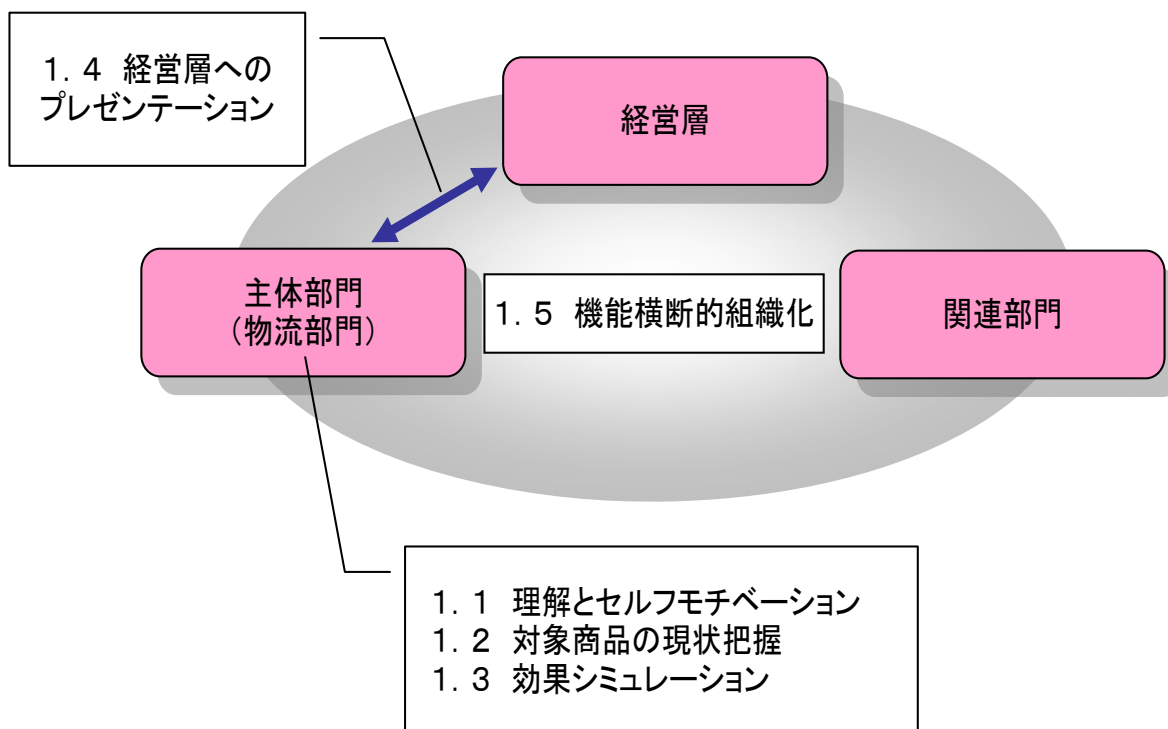 1．4 経営層への
プレゼンテーション
経営層
主体部門
（物流部門）
1．5 機能横断的組織化
関連部門
1．1 理解とセルフモチベーション
1．2 対象商品の現状把握
1．3 効果シミュレーション